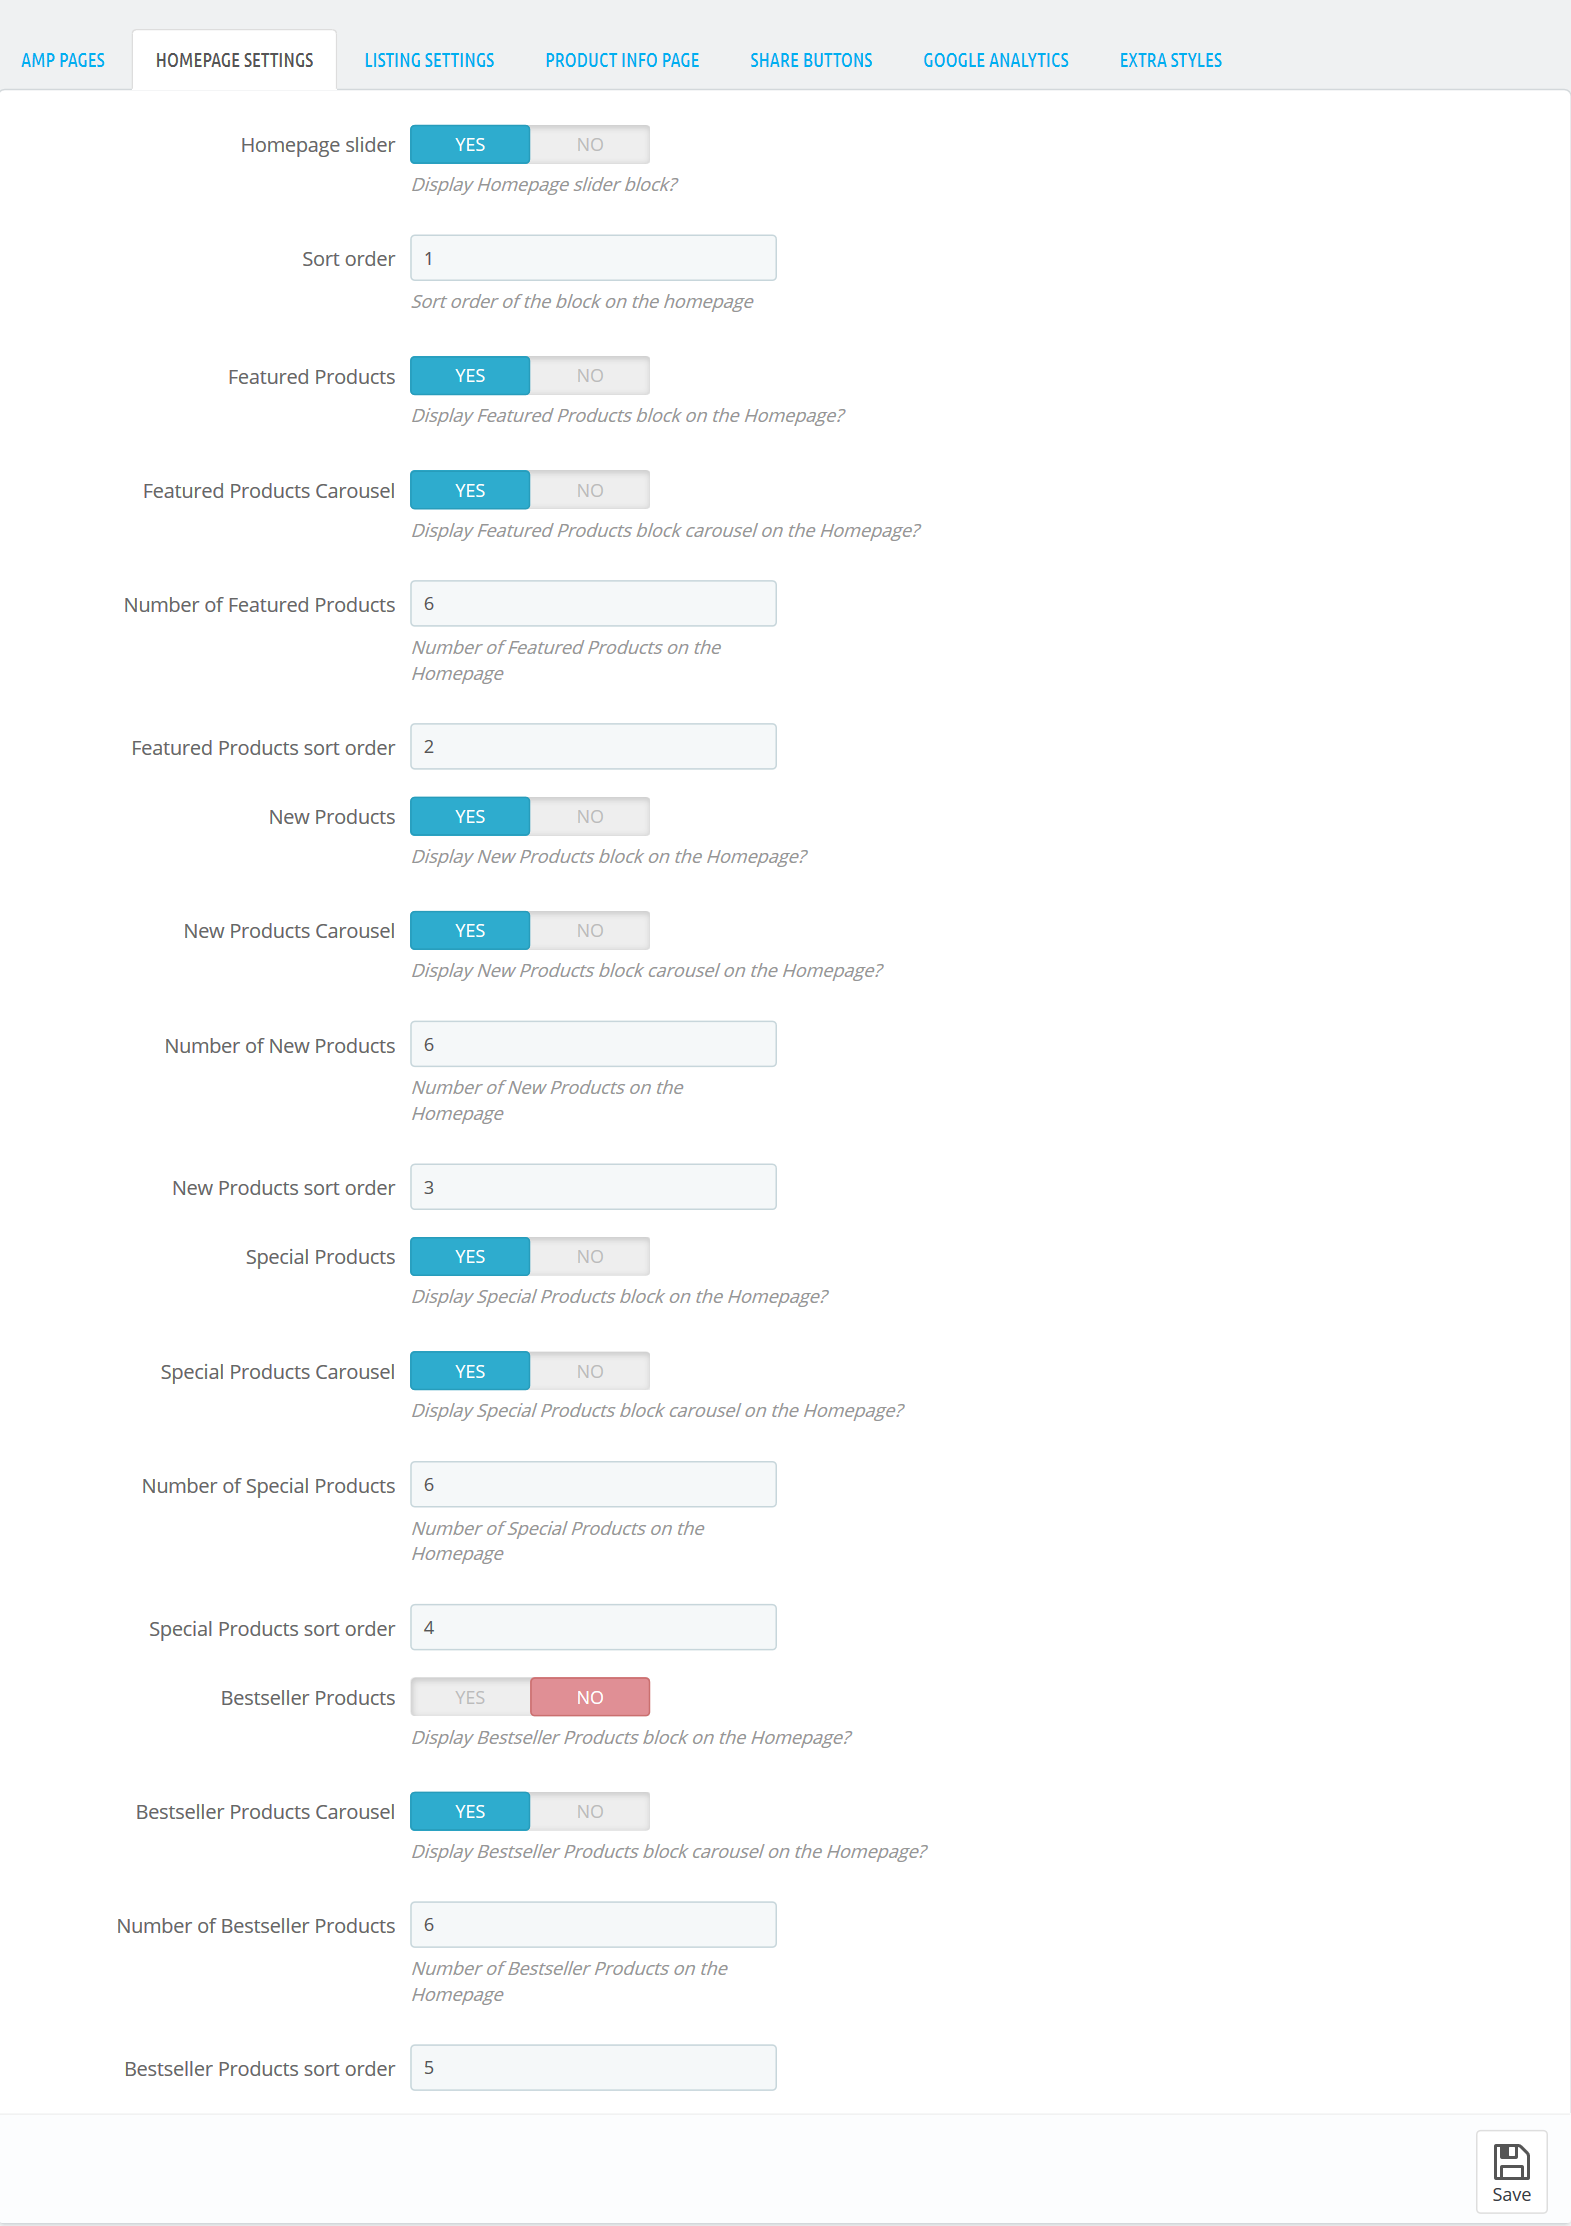 AMP PAGES HOMEPAGE SETTINGS LISTING SETTINGS PRODUCT INFO PAGE SHARE BUTTONS GOOGLE ANALYTICS EXTRA STYLES
Homepage slider YES NO
Display Homepage slider block?
Sort order 1
Sort order of the block on the homepage
Featured Products YES NO
Display Featured Products block on the Homepage?
Featured Products Carousel YES NO
Display Featured Products block carousel on the Homepage?
Number of Featured Products 6
Number of Featured Products on the
Homepage
Featured Products sort order 2
New Products YES NO
Display New Products block on the Homepage?
New Products Carousel YES NO
Display New Products block carousel on the Homepage?
Number of New Products 6
Number of New Products on the
Homepage
New Products sort order 3
Special Products YES NO
Display Special Products block on the Homepage?
Special Products Carousel YES NO
Display Special Products block carousel on the Homepage?
Number of Special Products 6
Number of Special Products on the
Homepage
Special Products sort order 4
Bestseller Products YES NO
Display Bestseller Products block on the Homepage?
Bestseller Products Carousel YES NO
Display Bestseller Products block carousel on the Homepage?
Number of Bestseller Products 6
Number of Bestseller Products on the
Homepage
Bestseller Products sort order 5
Save